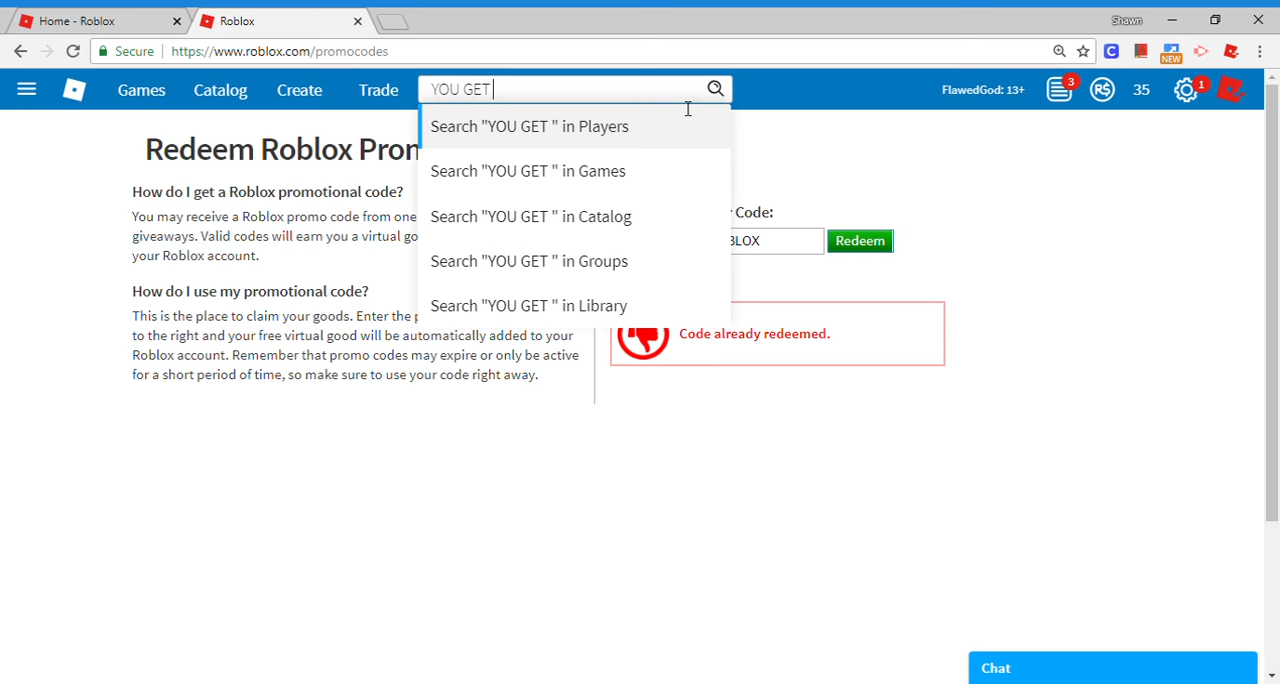 Home - Roblox
Roblox
Shawn
Secure
https://www.roblox.com/promocodes
NEW
Games
Catalog
Create
Trade
YOU GET
FlawedGod: 13+
3
R$
35
1
Search "YOU GET " in Players
Search "YOU GET " in Games
Search "YOU GET " in Catalog
Search "YOU GET " in Groups
Search "YOU GET " in Library
Redeem Roblox Pro
How do I get a Roblox promotional code?
You may receive a Roblox promo code from one
giveaways. Valid codes will earn you a virtual go
your Roblox account.
How do I use my promotional code?
This is the place to claim your goods. Enter the
to the right and your free virtual good will be automatically added to your
Roblox account. Remember that promo codes may expire or only be active
for a short period of time, so make sure to use your code right away.
Code:
BLOX
Redeem
Code already redeemed.
Chat